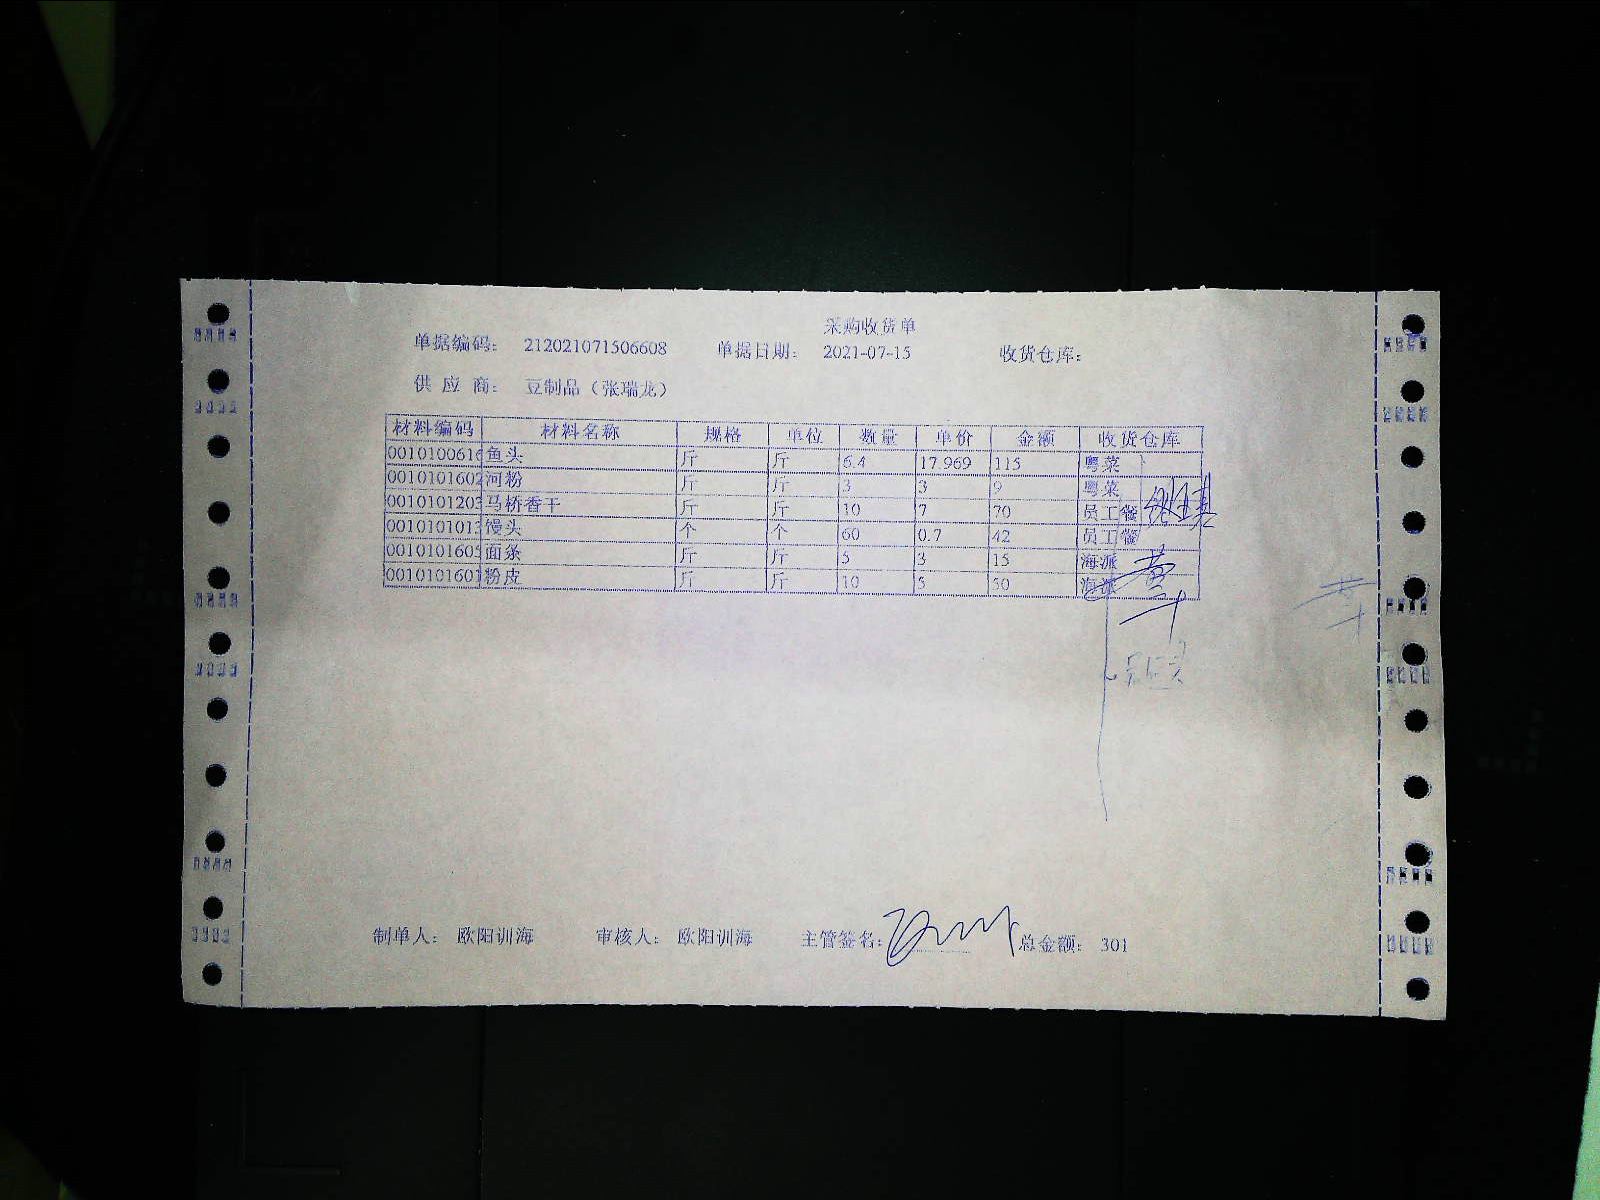 采购收货单
单据编码: 212021071506608 单据日期: 2021-07-15 收货仓库:
供 应 商: 豆制品（张瑞龙）
材料编码 材料名称 规格 单位 数量 单价 金额 收货仓库
0010100616 鱼头 斤 斤 6.4 17.969 115 粤菜
0010101602 河粉 斤 斤 3 3 9 粤菜
0010101203 马桥香干 斤 斤 10 7 70 员工餐
0010101013 馒头 个 个 60 0.7 42 员工餐
0010101605 面条 斤 斤 5 3 15 海派
0010101601 粉皮 斤 斤 10 5 50 海派
制单人: 欧阳训海 审核人: 欧阳训海 主管签名: 总金额: 301